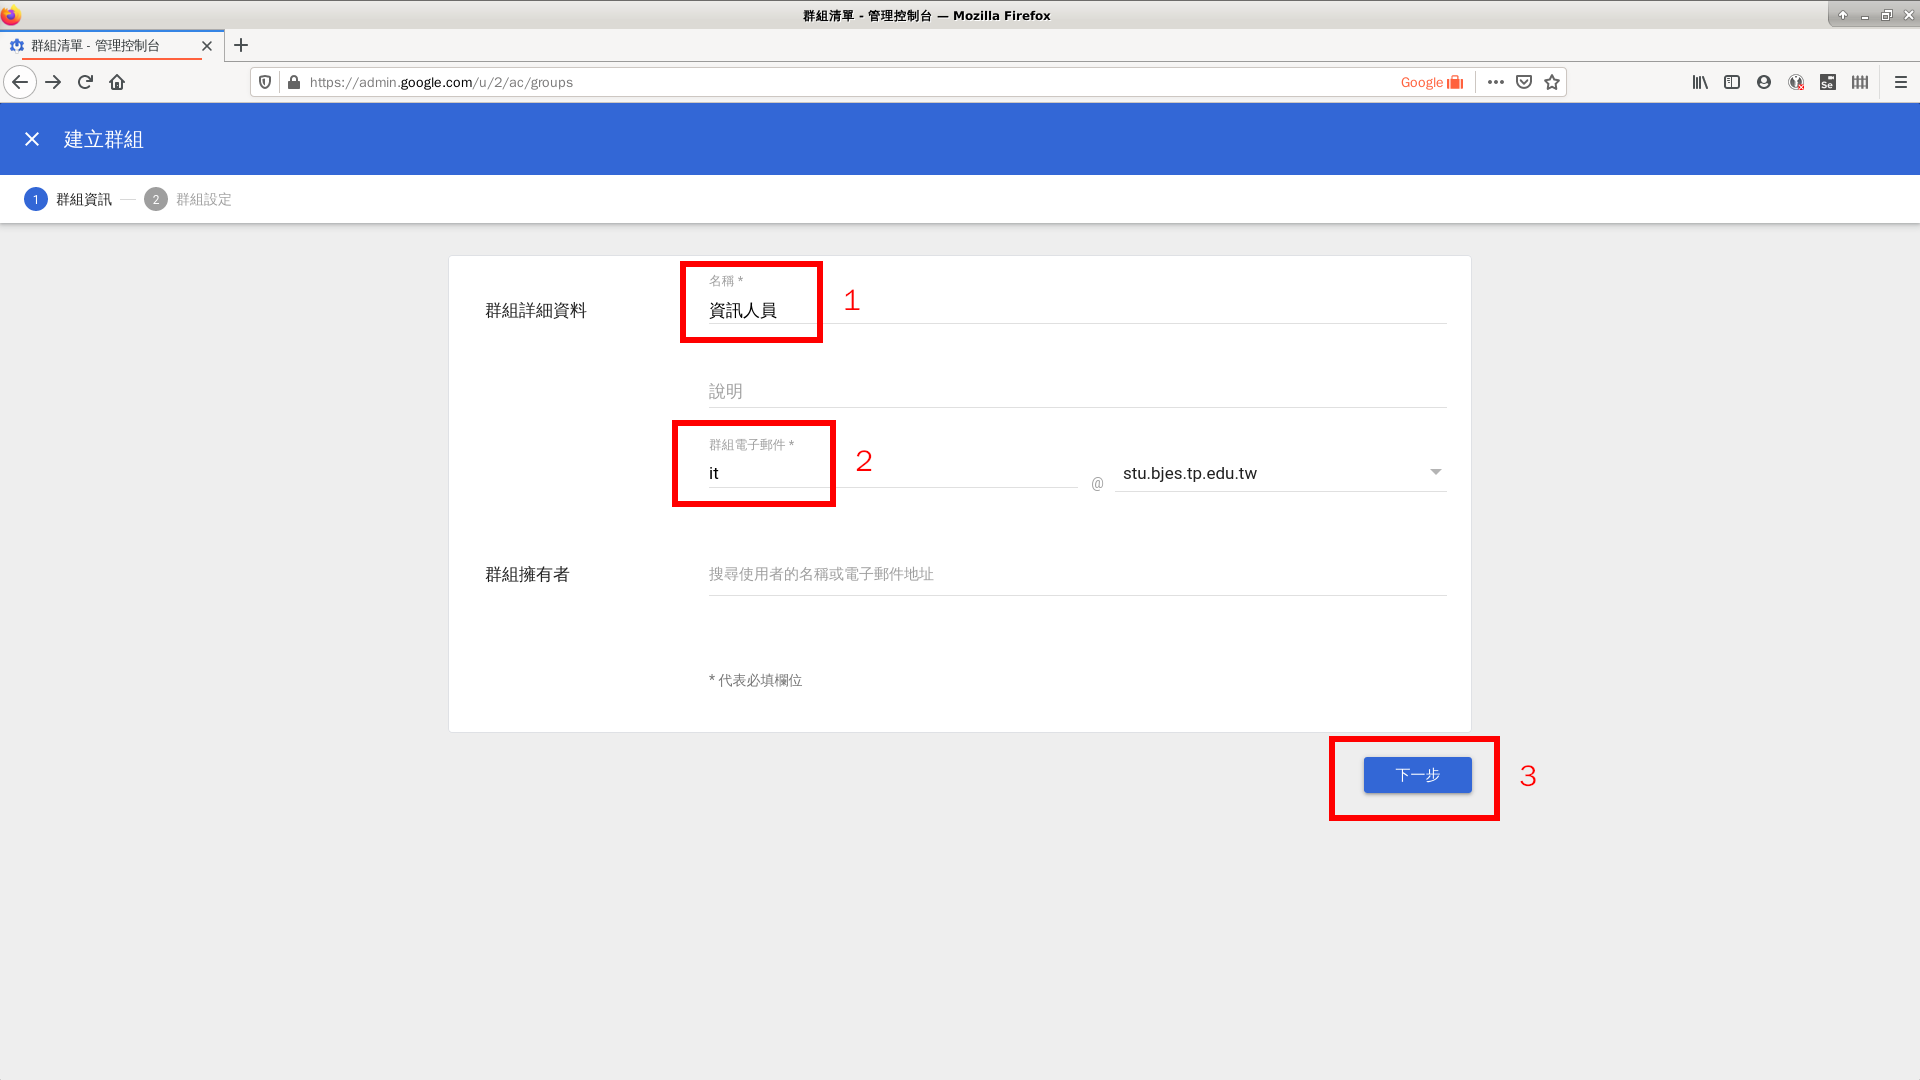 群組清單 - 管理控制台 — Mozilla Firefox
群組清單 - 管理控制台
https://admin.google.com/u/2/ac/groups
Google
Se
建立群組
1 群組資訊 — 2 群組設定
名稱 *
群組詳細資料
資訊人員
1
說明
群組電子郵件 *
2
it
@
stu.bjes.tp.edu.tw
群組擁有者
搜尋使用者的名稱或電子郵件地址
* 代表必填欄位
下一步
3